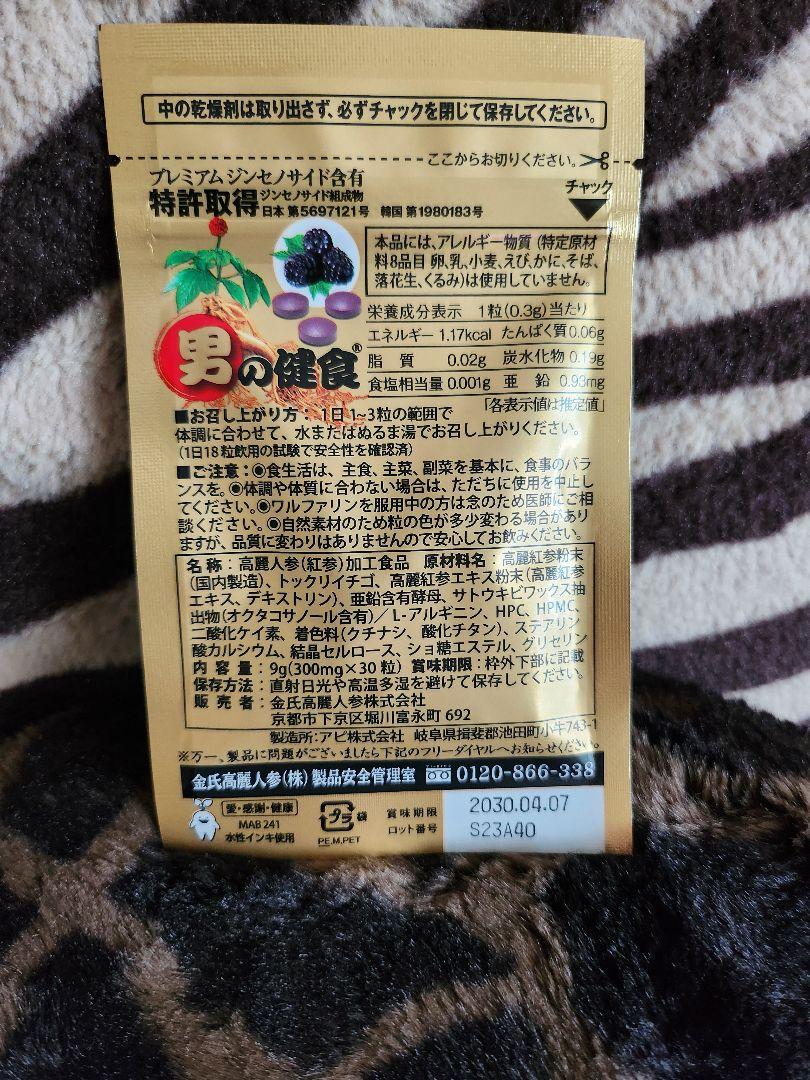 中の乾燥剤は取り出さず、必ずチャックを閉じて保存してください。
ここからお切りください。
チャック
プレミアム ジンセノサイド含有
特許取得 ジンセノサイド組成物
日本 第5697121号 韓国 第1980183号
本品には、アレルギー物質(特定原材
料8品目 卵、乳、小麦、えび、かに、そば、
落花生、くるみ)は使用していません。
男の健食®
栄養成分表示 1粒(0.3g)当たり
エネルギー 1.17kcal たんぱく質 0.06g
脂質 0.02g 炭水化物 0.19g
食塩相当量 0.001g 亜鉛 0.93mg
「各表示値は推定値」
■お召し上がり方: 1日1~3粒の範囲で
体調に合わせて、水またはぬるま湯でお召し上がりください。
(1日18粒飲用の試験で安全性を確認済)
■ご注意:◉食生活は、主食、主菜、副菜を基本に、食事のバラ
ンスを。◉体調や体質に合わない場合は、ただちに使用を中止し
てください。◉ワルファリンを服用中の方は念のため医師にご相
談ください。◉自然素材のため粒の色が多少変わる場合があり
ますが、品質に変わりはありませんので安心してお飲みください。
名称:高麗人参(紅参)加工食品 原材料名:高麗紅参粉末
(国内製造)、トックリイチゴ、高麗紅参エキス粉末(高麗紅参
エキス、デキストリン)、亜鉛含有酵母、サトウキビワックス抽
出物(オクタコサノール含有)/L-アルギニン、HPC、HPMC、
二酸化ケイ素、着色料(クチナシ、酸化チタン)、ステアリン
酸カルシウム、結晶セルロース、ショ糖エステル、グリセリン
内容量:9g(300mg×30粒) 賞味期限:枠外下部に記載
保存方法:直射日光や高温多湿を避けて保存してください。
販売者:金氏高麗人参株式会社
京都市下京区堀川富永町692
製造所:アピ株式会社 岐阜県揖斐郡池田町小牛743-1
※万一、製品に問題がございましたら下記のフリーダイヤルへお知らせください。
金氏高麗人参(株)製品安全管理室 0120-866-338
愛・感謝・健康
MAB 241
水性インキ使用
プラ 袋
PE,M,PET
賞味期限 2030.04.07
ロット番号 S23A40